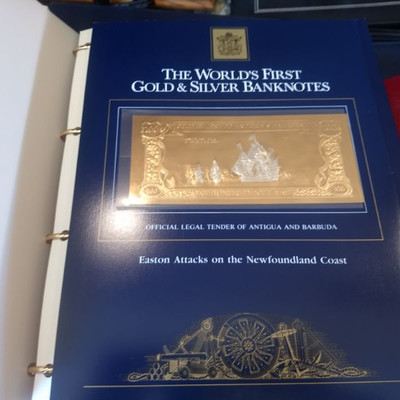 THE WORLD'S FIRST
GOLD & SILVER BANKNOTES
OFFICIAL LEGAL TENDER OF ANTIGUA AND BARBUDA
Easton Attacks on the Newfoundland Coast